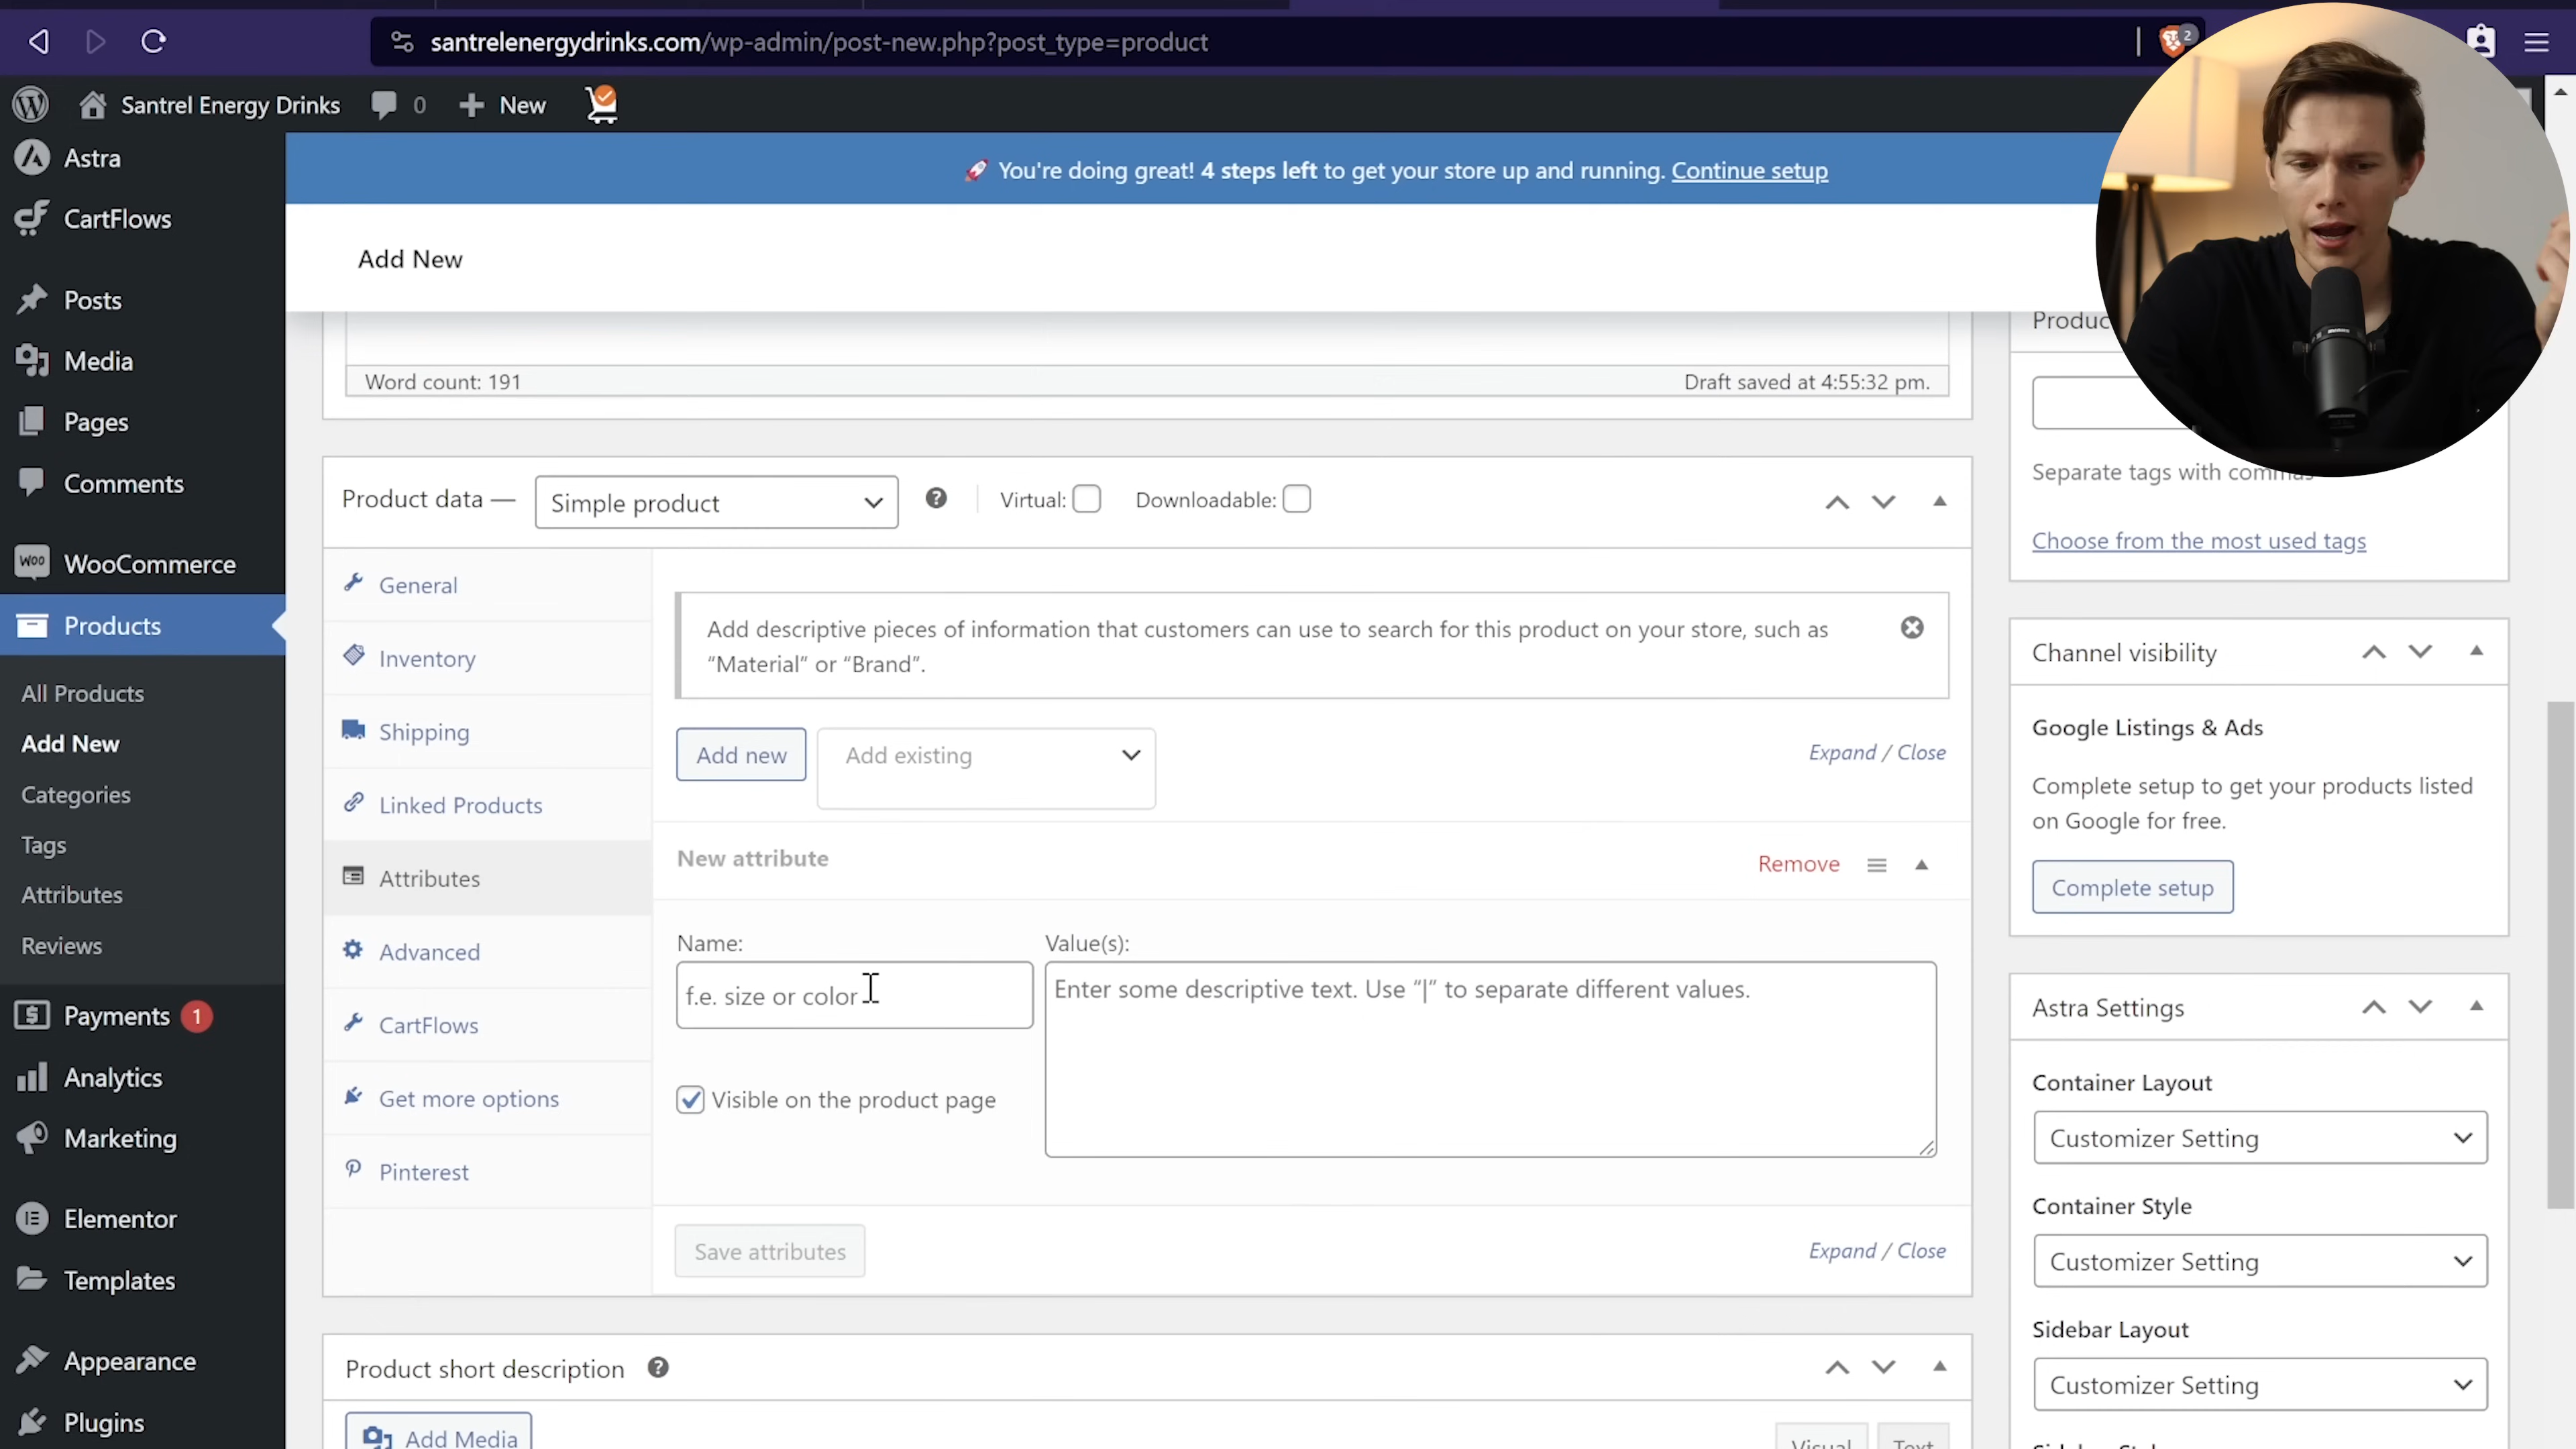 santrelenergydrinks.com/wp-admin/post-new.php?post_type=product
2
Santrel Energy Drinks
0
New
Astra
CartFlows
Posts
Media
Pages
Comments
WooCommerce
Products
All Products
Add New
Categories
Tags
Attributes
Reviews
Payments 1
Analytics
Marketing
Elementor
Templates
Appearance
Plugins
You're doing great! 4 steps left to get your store up and running. Continue setup
Add New
Word count: 191
Draft saved at 4:55:32 pm.
Product data —
Simple product
Virtual:
Downloadable:
General
Inventory
Shipping
Linked Products
Attributes
Advanced
CartFlows
Get more options
Pinterest
Add descriptive pieces of information that customers can use to search for this product on your store, such as
“Material” or “Brand”.
Add new
Add existing
Expand / Close
New attribute
Remove
Name:
f.e. size or color
Value(s):
Enter some descriptive text. Use “|” to separate different values.
Visible on the product page
Save attributes
Expand / Close
Product short description
Add Media
Visual
Text
Separate tags with commas
Choose from the most used tags
Channel visibility
Google Listings & Ads
Complete setup to get your products listed
on Google for free.
Complete setup
Astra Settings
Container Layout
Customizer Setting
Container Style
Customizer Setting
Sidebar Layout
Customizer Setting